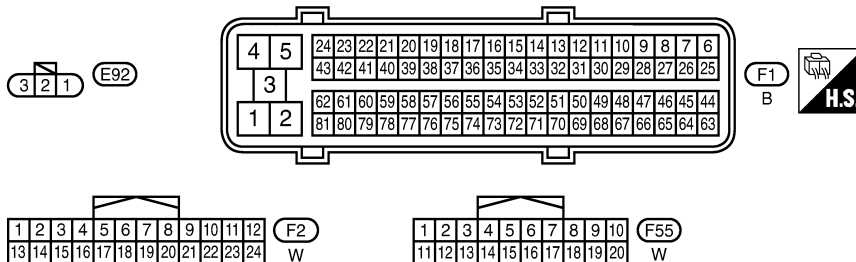 4 5 24 23 22 21 20 19 18 17 16 15 14 13 12 11 10 9 8 7 6
43 42 41 40 39 38 37 36 35 34 33 32 31 30 29 28 27 26 25
3 2 1 E92
3
F1
B
H.S.
1 2 62 61 60 59 58 57 56 55 54 53 52 51 50 49 48 47 46 45 44
81 80 79 78 77 76 75 74 73 72 71 70 69 68 67 66 65 64 63
1 2 3 4 5 6 7 8 9 10 11 12 F2
13 14 15 16 17 18 19 20 21 22 23 24 W
1 2 3 4 5 6 7 8 9 10 F55
11 12 13 14 15 16 17 18 19 20 W